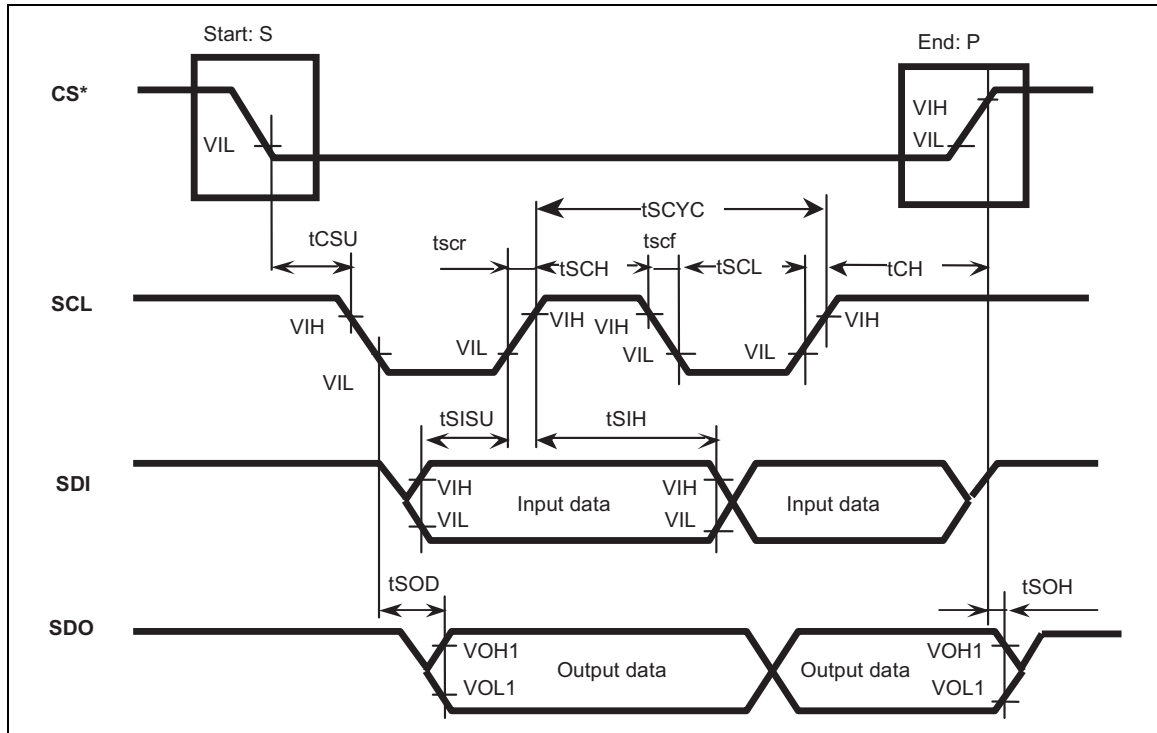 Start: S
End: P
CS*
VIL
VIH
VIL
tSCYC
tCSU
tscr
tSCH
tscf
tSCL
tCH
SCL
VIH
VIL
VIL
VIH
VIH
VIL
VIL
VIH
tSISU
tSIH
SDI
VIH
VIL
Input data
VIH
VIL
Input data
tSOD
tSOH
SDO
VOH1
VOL1
Output data
Output data
VOH1
VOL1